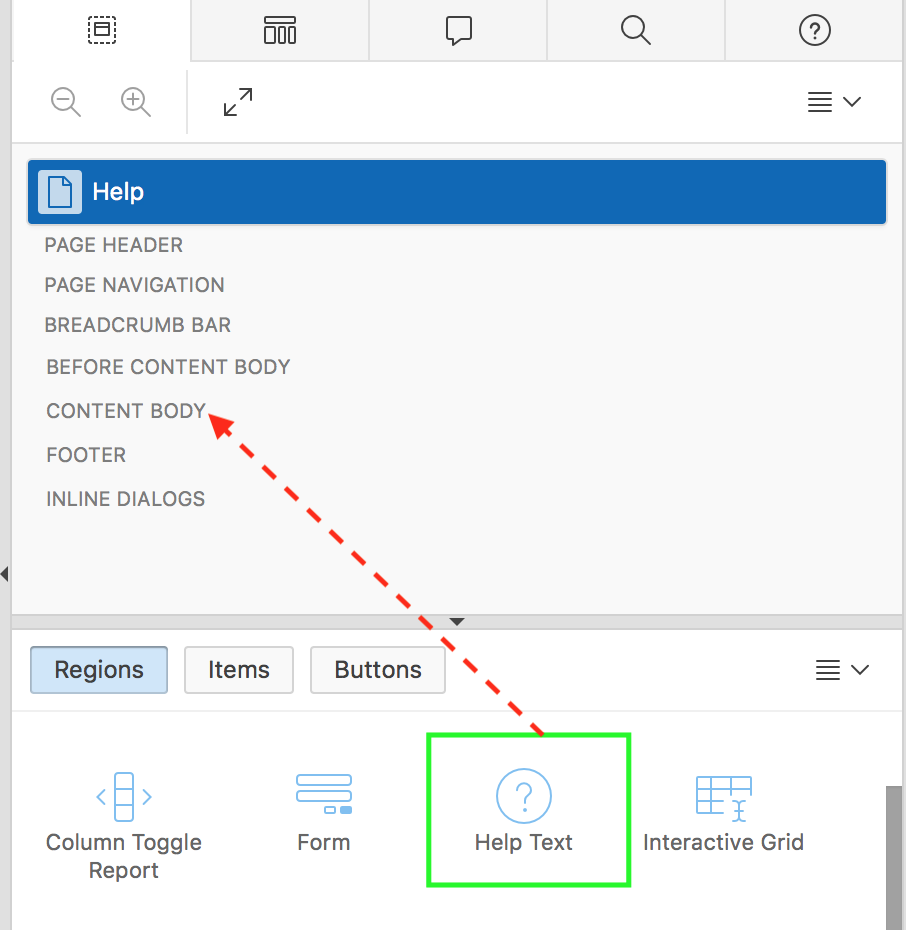 Help
PAGE HEADER
PAGE NAVIGATION
BREADCRUMB BAR
BEFORE CONTENT BODY
CONTENT BODY
FOOTER
INLINE DIALOGS
Regions Items Buttons
Column Toggle Report
Form
Help Text
Interactive Grid